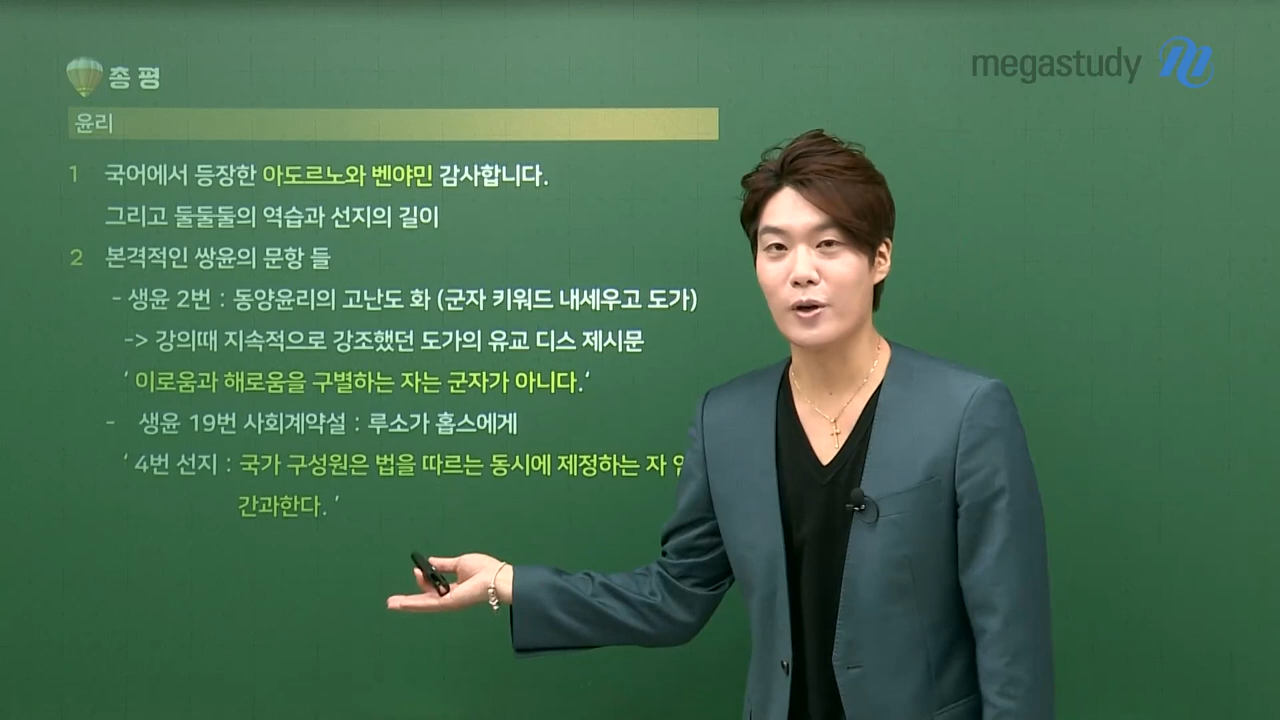 총 평
megastudy
윤리
1 국어에서 등장한 아도르노와 벤야민 감사합니다.
그리고 둘둘둘의 역습과 선지의 길이
2 본격적인 쌍윤의 문항 들
- 생윤 2번 : 동양윤리의 고난도 화 (군자 키워드 내세우고 도가)
-> 강의때 지속적으로 강조했던 도가의 유교 디스 제시문
‘ 이로움과 해로움을 구별하는 자는 군자가 아니다.‘
- 생윤 19번 사회계약설 : 루소가 홉스에게
‘ 4번 선지 : 국가 구성원은 법을 따르는 동시에 제정하는 자
간과한다. ’